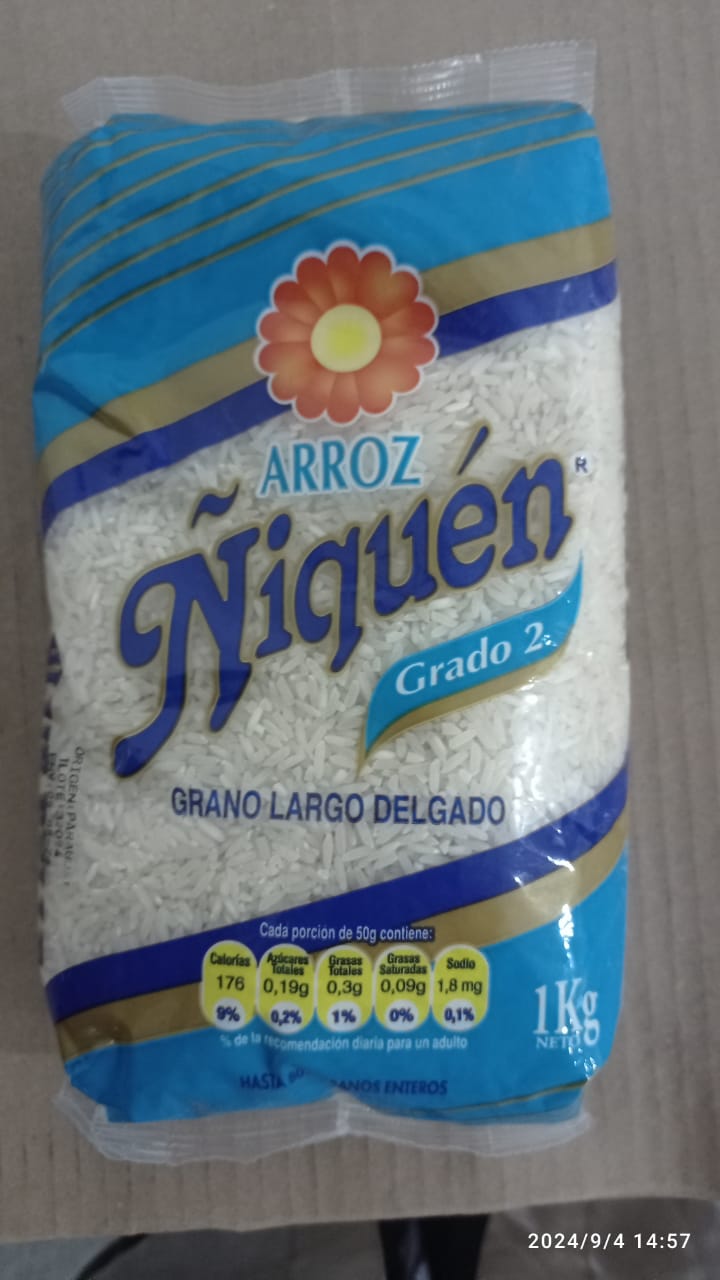 ARROZ
Ñiquén
R
Grado 2
GRANO LARGO DELGADO
ORIGEN
LOTE
Cada porción de 50g contiene:
Calorías 176 9%
Azúcares Totales 0,19g 0,2%
Grasas Totales 0,3g 1%
Grasas Saturadas 0,09g 0%
Sodio 1,8 mg 0,1%
% de la recomendación diaria para un adulto
1Kg
NETO
HASTA ENTEROS
2024/9/4 14:57